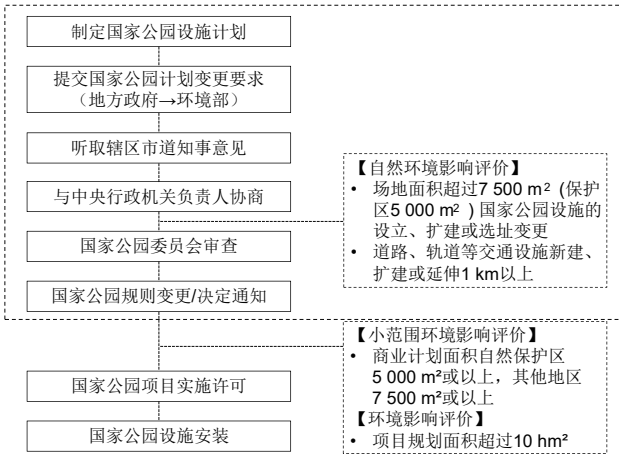 制定国家公园设施计划
提交国家公园计划变更要求
（地方政府→环境部）
听取辖区市道知事意见
与中央行政机关负责人协商
国家公园委员会审查
国家公园规则变更/决定通知
【自然环境影响评价】
• 场地面积超过7 500 m² (保护
区5 000 m² ) 国家公园设施的
设立、扩建或选址变更
• 道路、轨道等交通设施新建、
扩建或延伸1 km以上
【小范围环境影响评价】
• 商业计划面积自然保护区
5 000 m²或以上，其他地区
7 500 m²或以上
【环境影响评价】
• 项目规划面积超过10 hm²
国家公园项目实施许可
国家公园设施安装